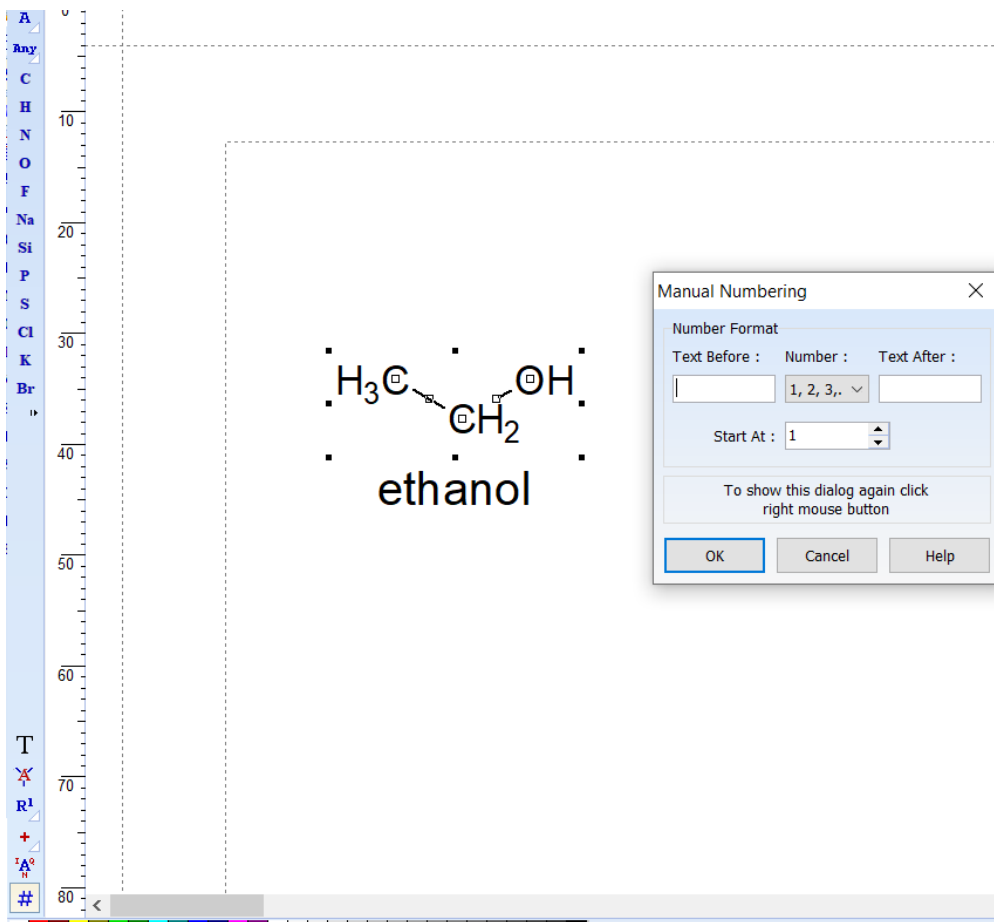 A
Any
C
H
N
O
F
Na
Si
P
S
Cl
K
Br
T
A
R1
+
IAQN
#
0
10
20
30
40
50
60
70
80
H3C
OH
CH2
ethanol
Manual Numbering
Number Format
Text Before :
Number :
Text After :
1, 2, 3,.
Start At :
1
To show this dialog again click
right mouse button
OK
Cancel
Help